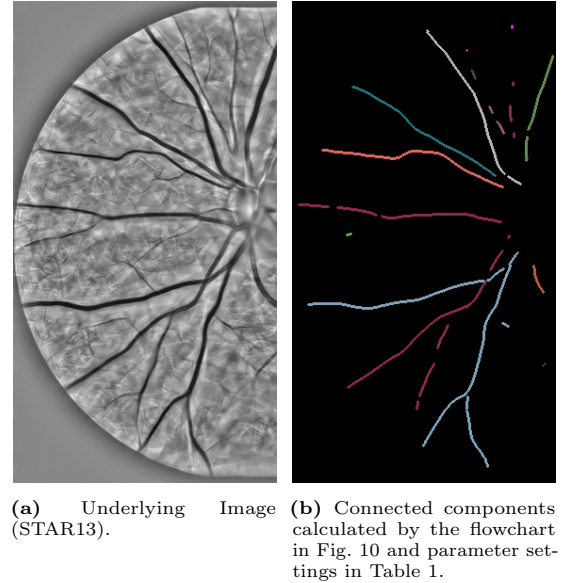 (a) Underlying Image
(STAR13).
(b) Connected components
calculated by the flowchart
in Fig. 10 and parameter set-
tings in Table 1.